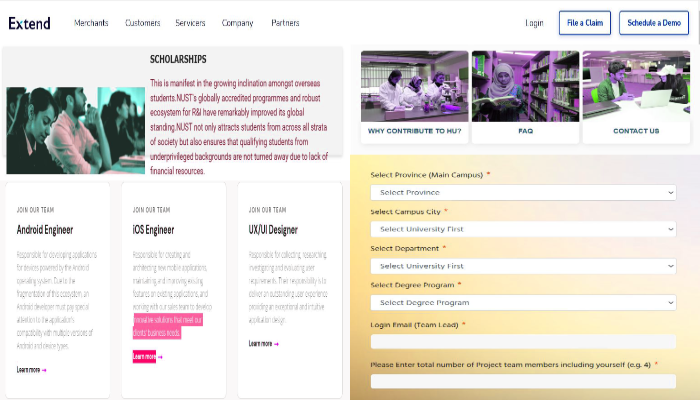 Extend
Merchants Customers Servicers Company Partners
Login File a Claim Schedule a Demo
SCHOLARSHIPS
This is manifest in the growing inclination amongst overseas
students.NUST's globally accredited programmes and robust
ecosystem for R&I have remarkably improved its global
standing.NUST not only attracts students from across all strata
of society but also ensures that qualifying students from
underprivileged backgrounds are not turned away due to lack of
financial resources.
JOIN OUR TEAM
Android Engineer
Responsible for developing applications
for devices powered by the Android
operating system. Due to the
fragmentation of this ecosystem, an
Android developer must pay special
attention to the application's
compatibility with multiple versions of
Android and device types.
Learn more →
JOIN OUR TEAM
iOS Engineer
Responsible for creating and
architecting new mobile applications,
maintaining and improving existing
features on existing applications, and
working with our sales team to develop
innovative solutions that meet our
clients' business needs.
Learn more →
JOIN OUR TEAM
UX/UI Designer
Responsible for collecting, researching,
investigating and evaluating user
requirements. Their responsibility is to
deliver an outstanding user experience
providing an exceptional and intuitive
application design.
Learn more →
WHY CONTRIBUTE TO HU?
FAQ
CONTACT US
Select Province (Main Campus) *
Select Province
Select Campus City *
Select University First
Select Department *
Select University First
Select Degree Program *
Select Degree Program
Login Email (Team Lead) *
Please Enter total number of Project team members including yourself (e.g. 4) *